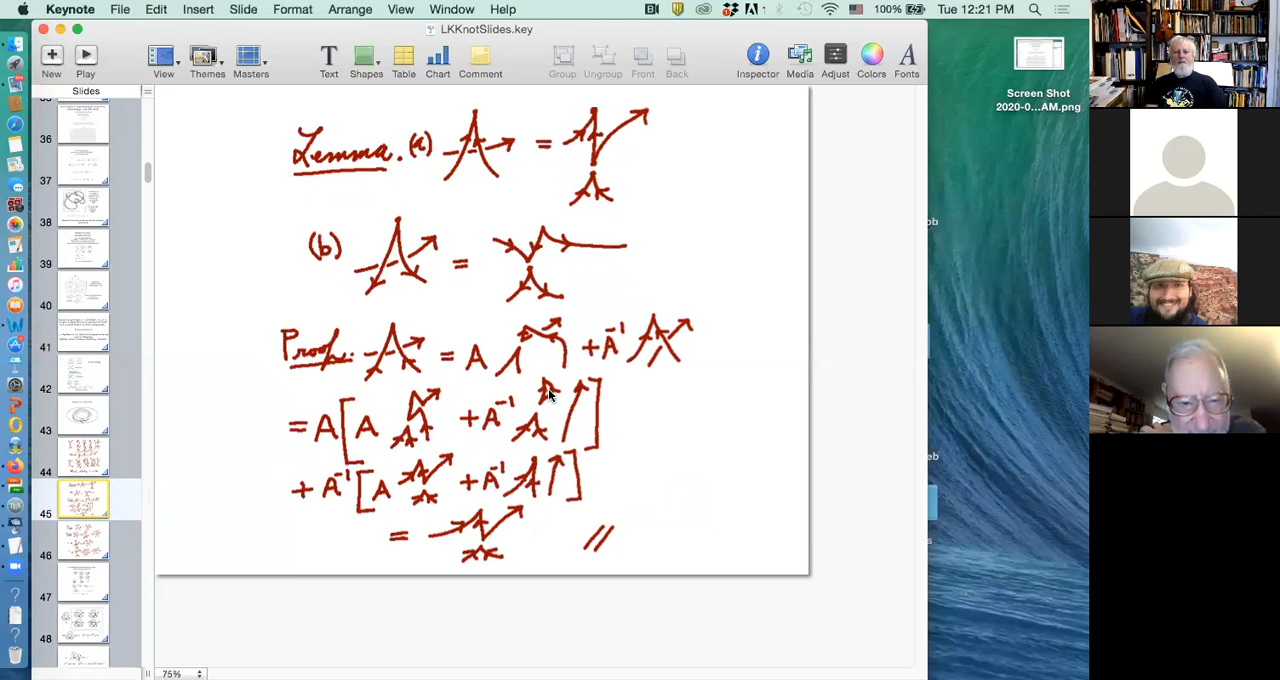 Keynote File Edit Insert Slide Format Arrange View Share Window Help
100% Tue 12:21 PM
LKKnotSlides.key
New Play View Themes Masters Text Shapes Table Chart Comment Group Ungroup Front Back Inspector Media Adjust Colors Fonts
Slides
36
37
38
39
40
41
42
43
44
45
46
47
48
Lemma. (a) =
(b) =
Proof. = A + A⁻¹
= A [ A + A⁻¹ ]
+ A⁻¹ [ A + A⁻¹ ]
= //
75%
Screen Shot
2020-0...AM.png